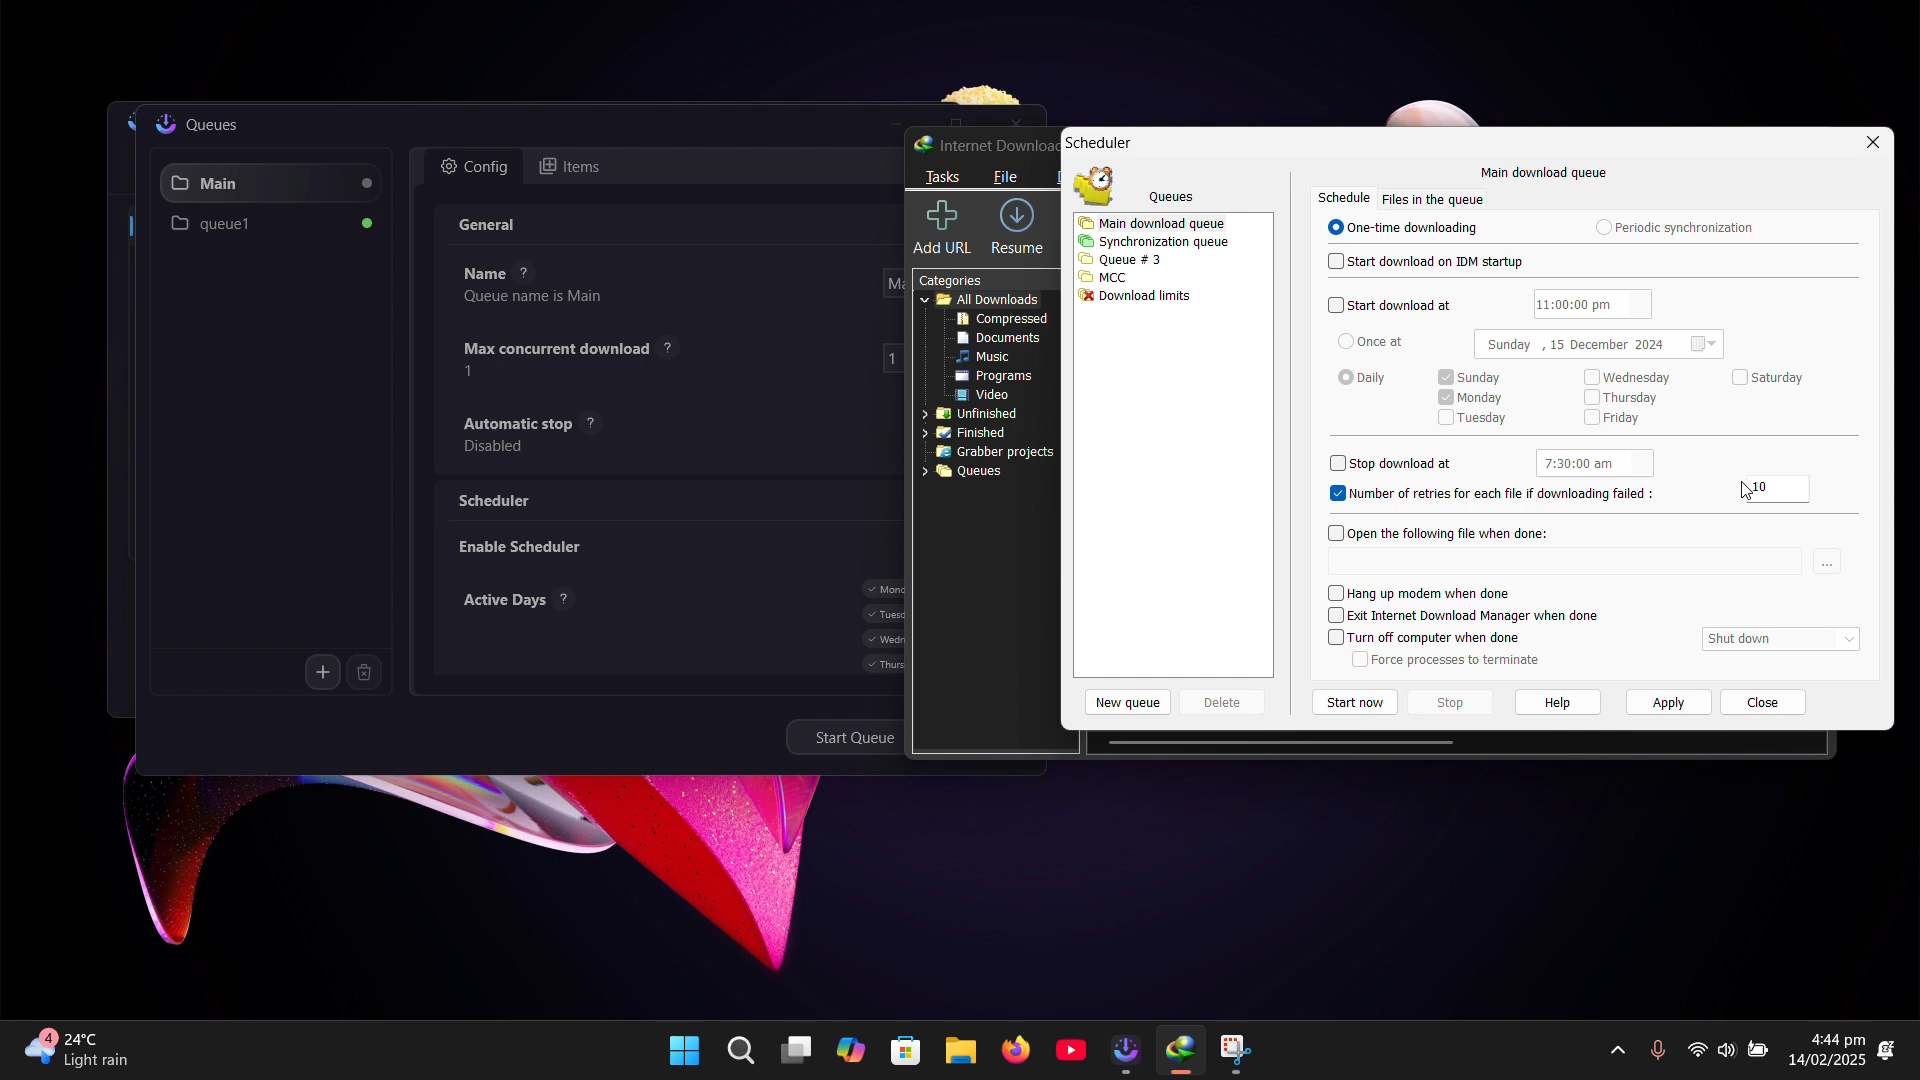 Queues
Main
queue1
Config
Items
General
Name ?
Queue name is Main
Max concurrent download ?
1
1
Automatic stop ?
Disabled
Scheduler
Enable Scheduler
Active Days ?
Start Queue
Tasks
File
Add URL
Resume
Categories
All Downloads
Compressed
Documents
Music
Programs
Video
Unfinished
Finished
Grabber projects
Queues
Scheduler
Queues
Main download queue
Synchronization queue
Queue # 3
MCC
Download limits
New queue
Delete
Main download queue
Schedule
Files in the queue
One-time downloading
Periodic synchronization
Start download on IDM startup
Start download at
11:00:00 pm
Once at
Sunday , 15 December 2024
Daily
Sunday
Wednesday
Saturday
Monday
Thursday
Tuesday
Friday
Stop download at
7:30:00 am
Number of retries for each file if downloading failed :
10
Open the following file when done:
...
Hang up modem when done
Exit Internet Download Manager when done
Turn off computer when done
Shut down
Force processes to terminate
Start now
Stop
Help
Apply
Close
4
24°C
Light rain
4:44 pm
14/02/2025